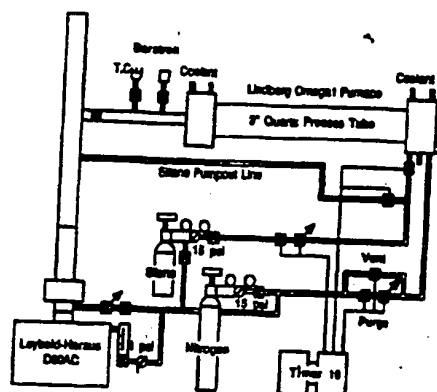 Baratron
T.C.
Coolant
Lindberg Omega1 Furnace
Coolant
3" Quartz Process Tube
Silane Pumpout Line
15 psi
Silane
15 psi
Vent
Leybold-Heraus
D60AC
psi
Nitrogen
Purge
Timer